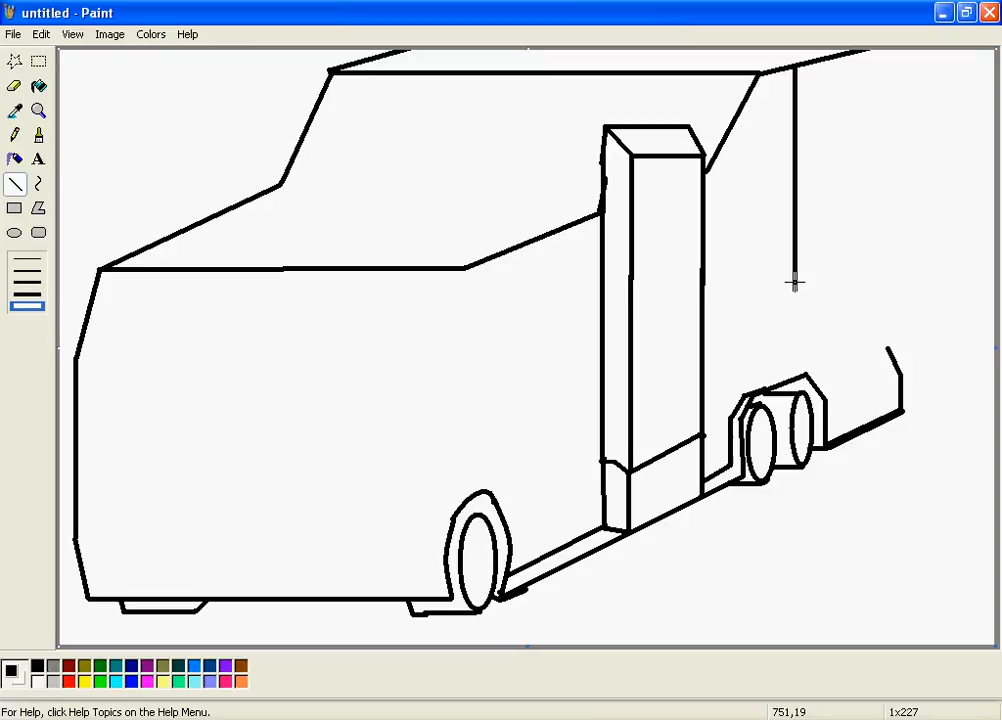 untitled - Paint
File Edit View Image Colors Help
A
For Help, click Help Topics on the Help Menu. 751,19 1x227